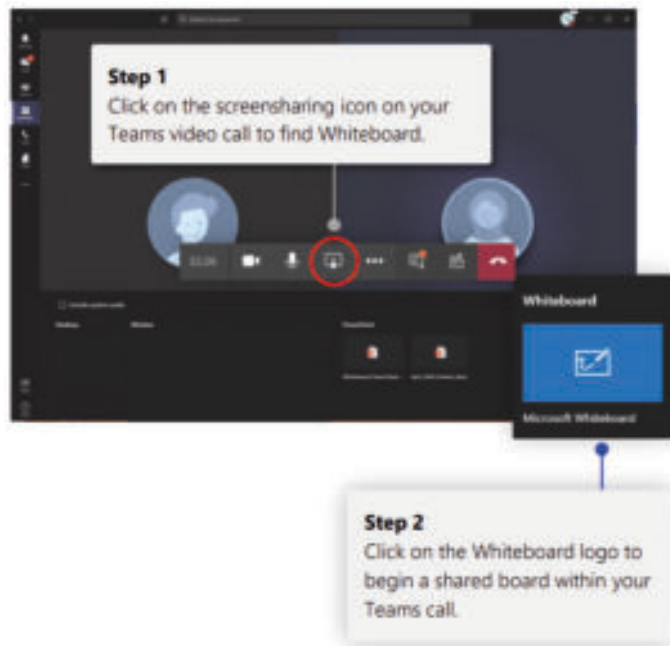 Step 1
Click on the screensharing icon on your
Teams video call to find Whiteboard.
Whiteboard
Microsoft Whiteboard
Step 2
Click on the Whiteboard logo to
begin a shared board within your
Teams call.